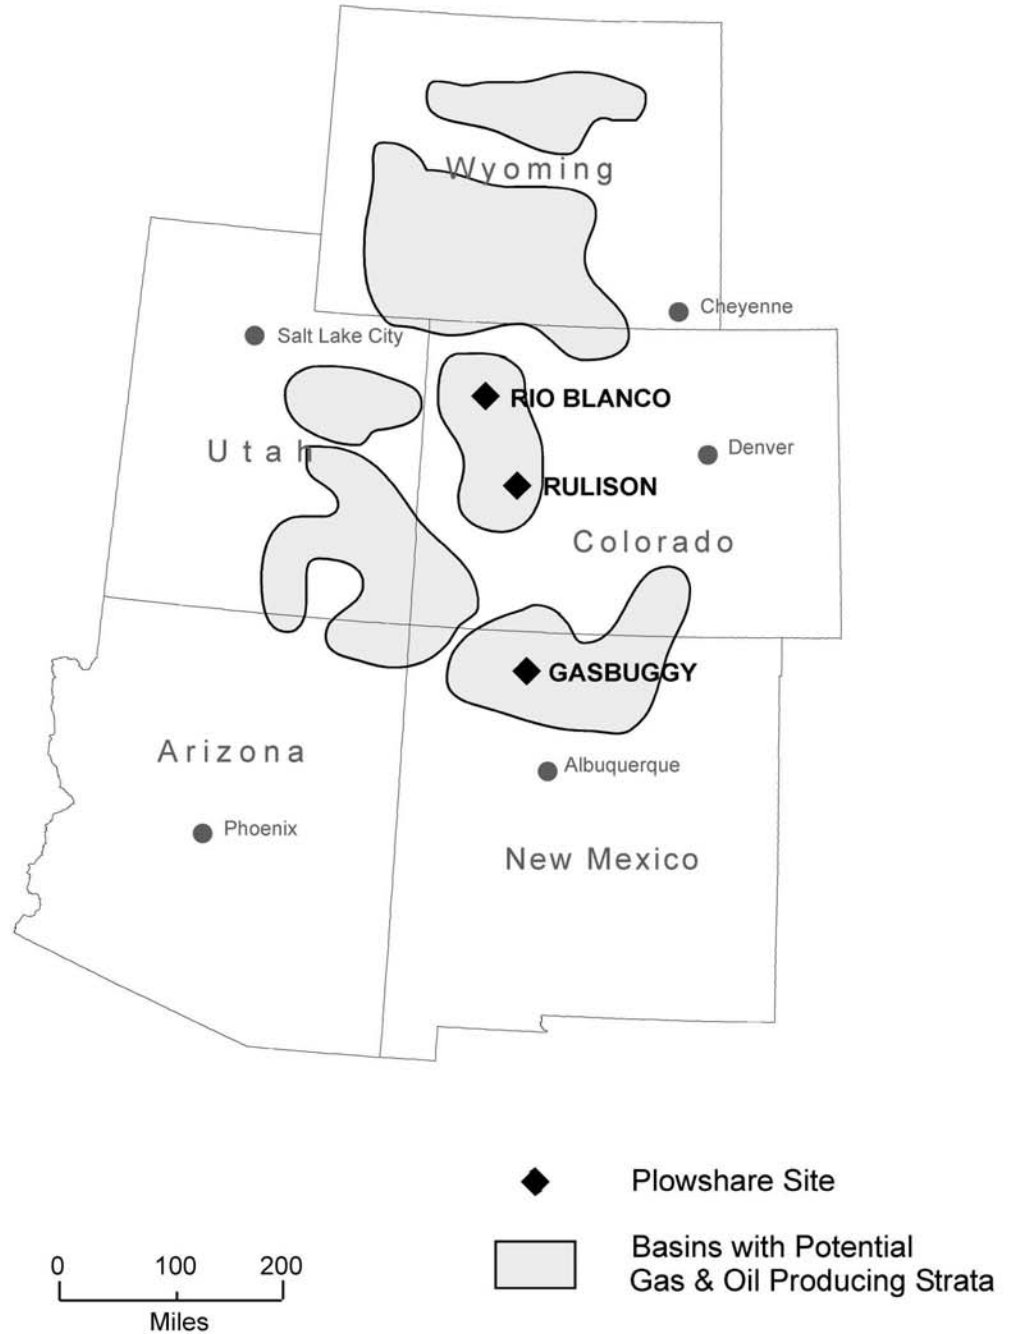 Wyoming
Cheyenne
Salt Lake City
RIO BLANCO
Utah
Denver
RULISON
Colorado
GASBUGGY
Arizona
Albuquerque
Phoenix
New Mexico
Plowshare Site
Basins with Potential
Gas & Oil Producing Strata
0 100 200
Miles